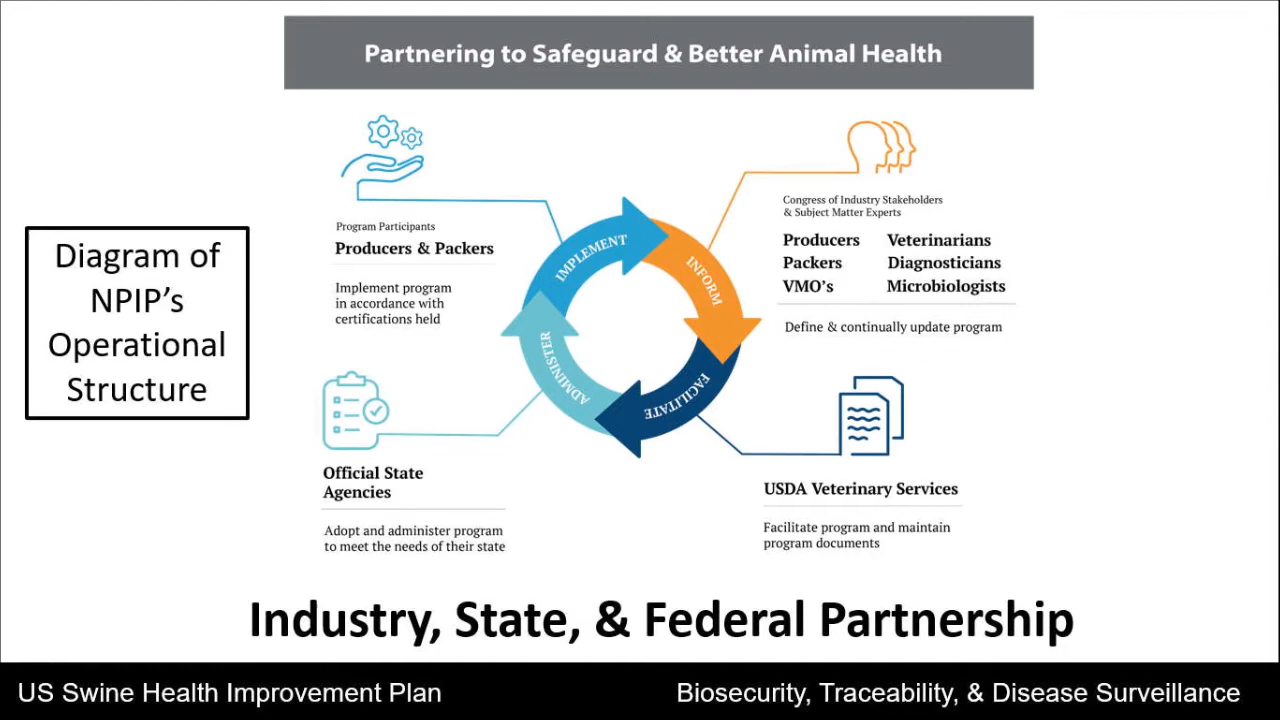 Partnering to Safeguard & Better Animal Health
Diagram of
NPIP’s
Operational
Structure
Program Participants
Producers & Packers
Implement program
in accordance with
certifications held
IMPLEMENT
INFORM
FACILITATE
ADMINISTER
Congress of Industry Stakeholders
& Subject Matter Experts
Producers Veterinarians
Packers Diagnosticians
VMO’s Microbiologists
Define & continually update program
Official State
Agencies
Adopt and administer program
to meet the needs of their state
USDA Veterinary Services
Facilitate program and maintain
program documents
Industry, State, & Federal Partnership
US Swine Health Improvement Plan
Biosecurity, Traceability, & Disease Surveillance